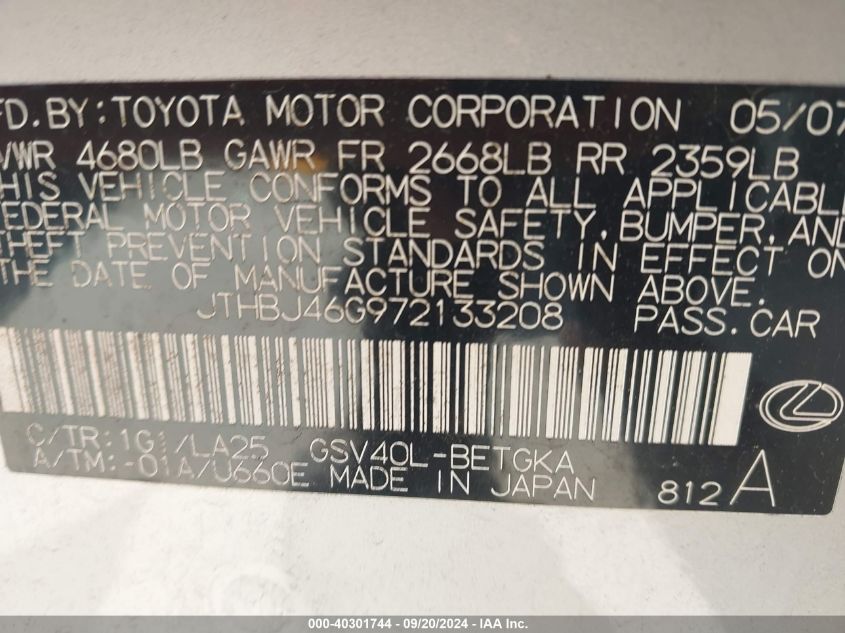 FD.BY:TOYOTA MOTOR CORPORATION 05/07
VWR 4680LB GAWR FR 2668LB RR 2359LB
HIS VEHICLE CONFORMS TO ALL APPLICABLE
EDERAL MOTOR VEHICLE SAFETY, BUMPER, AND
THEFT PREVENTION STANDARDS IN EFFECT ON
THE DATE OF MANUFACTURE SHOWN ABOVE.
JTHBJ46G972133208 PASS.CAR
C/TR:1G1/LA25 GSV40L-BETGKA
A/TM:-01A/U660E MADE IN JAPAN
812A
000-40301744 - 09/20/2024 - IAA Inc.